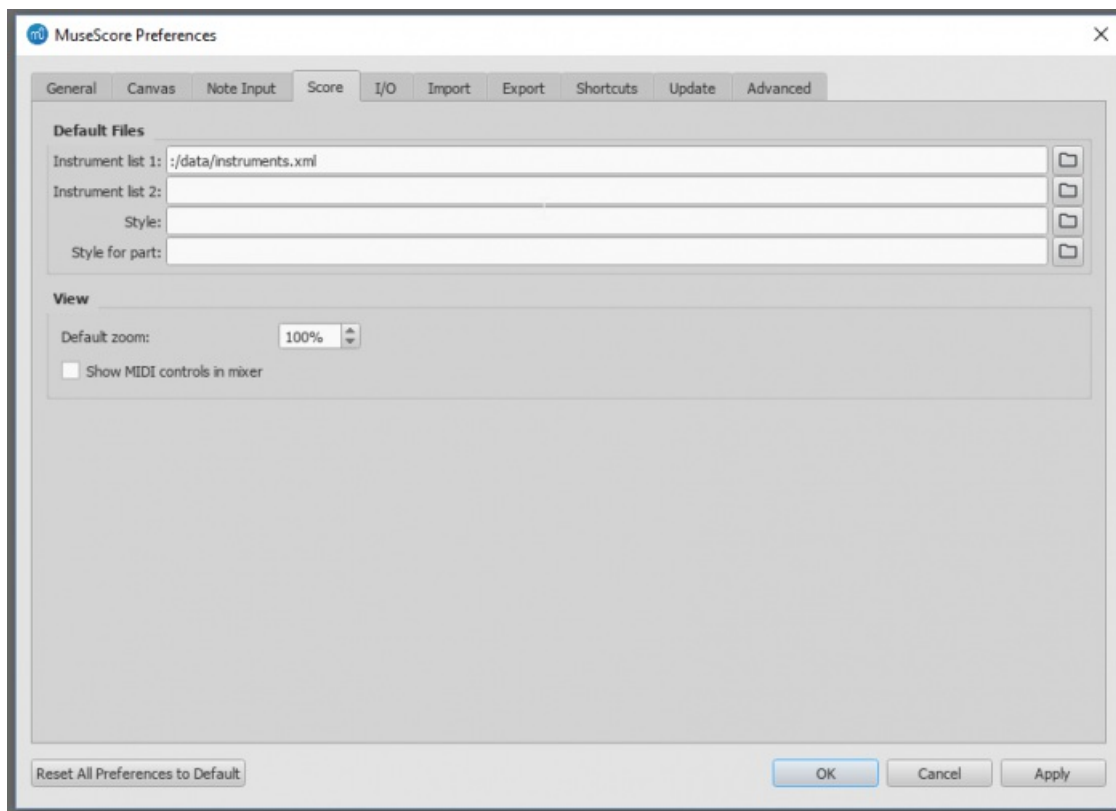 MuseScore Preferences
General Canvas Note Input Score I/O Import Export Shortcuts Update Advanced
Default Files
Instrument list 1: :/data/instruments.xml
Instrument list 2:
Style:
Style for part:
View
Default zoom: 100%
Show MIDI controls in mixer
Reset All Preferences to Default OK Cancel Apply